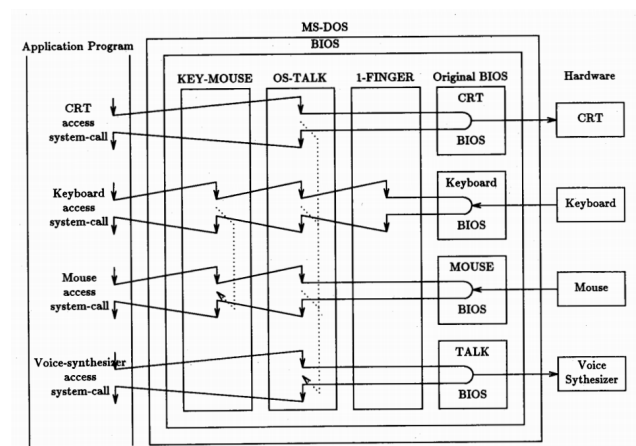 MS-DOS
Application Program
BIOS
KEY-MOUSE
OS-TALK
1-FINGER
Original BIOS
Hardware
CRT
access
system-call
CRT
BIOS
CRT
Keyboard
access
system-call
Keyboard
BIOS
Keyboard
Mouse
access
system-call
MOUSE
BIOS
Mouse
Voice-synthesizer
access
system-call
TALK
BIOS
Voice
Sythesizer